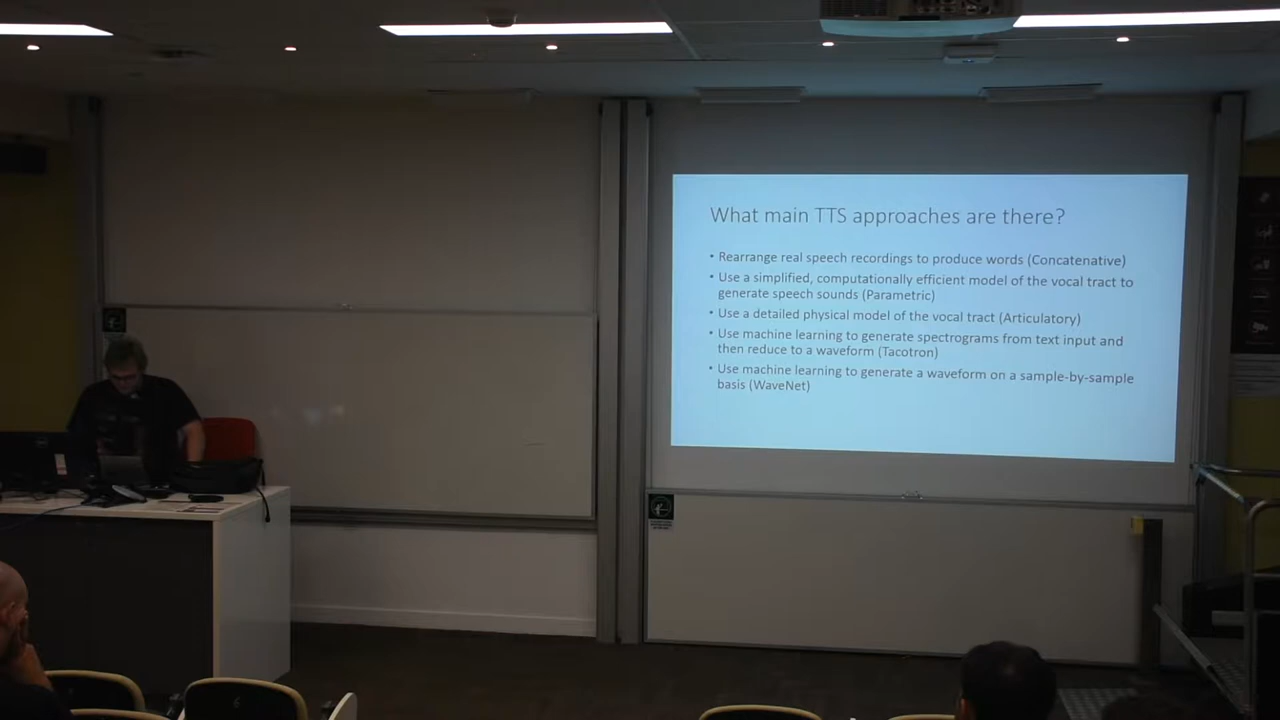 What main TTS approaches are there?
• Rearrange real speech recordings to produce words (Concatenative)
• Use a simplified, computationally efficient model of the vocal tract to
generate speech sounds (Parametric)
• Use a detailed physical model of the vocal tract (Articulatory)
• Use machine learning to generate spectrograms from text input and
then reduce to a waveform (Tacotron)
• Use machine learning to generate a waveform on a sample-by-sample
basis (WaveNet)